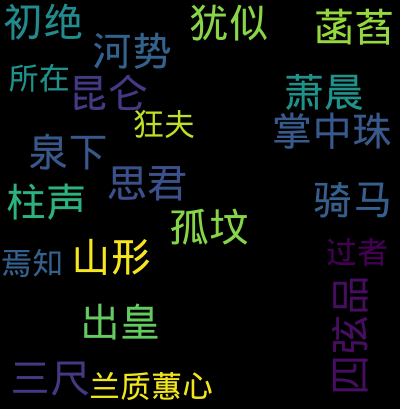 初绝
犹似
菡萏
河势
所在
昆仑
萧晨
狂夫
掌中珠
泉下
思君
柱声
骑马
孤坟
焉知
山形
过者
出皇
四弦品
三尺
兰质蕙心